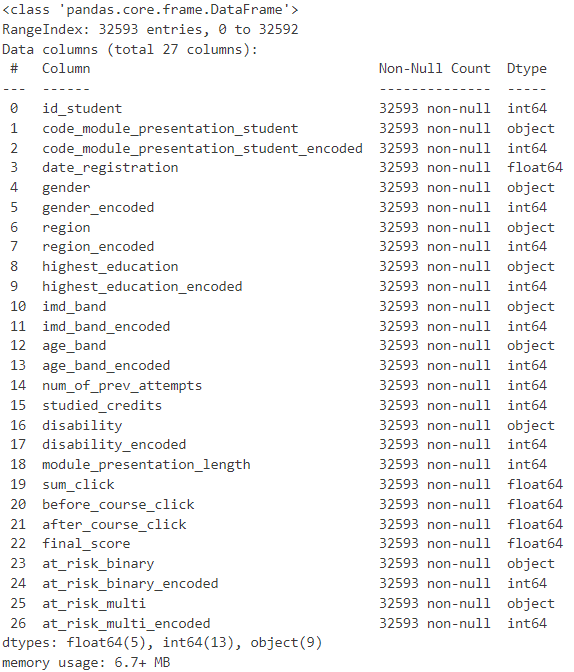 <class 'pandas.core.frame.DataFrame'>
RangeIndex: 32593 entries, 0 to 32592
Data columns (total 27 columns):
 #   Column                                Non-Null Count  Dtype
---  ------                                --------------  -----
 0   id_student                            32593 non-null  int64
 1   code_module_presentation_student      32593 non-null  object
 2   code_module_presentation_student_encoded  32593 non-null  int64
 3   date_registration                     32593 non-null  float64
 4   gender                                32593 non-null  object
 5   gender_encoded                        32593 non-null  int64
 6   region                                32593 non-null  object
 7   region_encoded                        32593 non-null  int64
 8   highest_education                     32593 non-null  object
 9   highest_education_encoded             32593 non-null  int64
 10  imd_band                              32593 non-null  object
 11  imd_band_encoded                      32593 non-null  int64
 12  age_band                              32593 non-null  object
 13  age_band_encoded                      32593 non-null  int64
 14  num_of_prev_attempts                  32593 non-null  int64
 15  studied_credits                       32593 non-null  int64
 16  disability                            32593 non-null  object
 17  disability_encoded                    32593 non-null  int64
 18  module_presentation_length            32593 non-null  int64
 19  sum_click                             32593 non-null  float64
 20  before_course_click                   32593 non-null  float64
 21  after_course_click                    32593 non-null  float64
 22  final_score                           32593 non-null  float64
 23  at_risk_binary                        32593 non-null  object
 24  at_risk_binary_encoded                32593 non-null  int64
 25  at_risk_multi                         32593 non-null  object
 26  at_risk_multi_encoded                 32593 non-null  int64
dtypes: float64(5), int64(13), object(9)
memory usage: 6.7+ MB